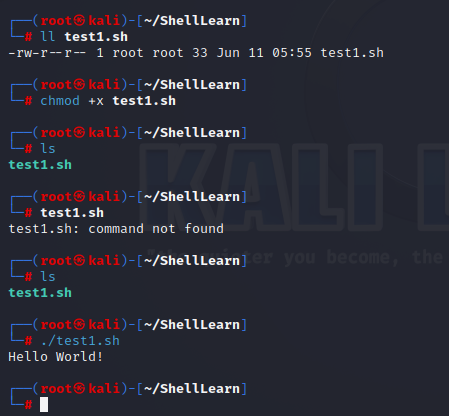 ┌──(root㉿kali)-[~/ShellLearn]
└─# ll test1.sh
-rw-r--r-- 1 root root 33 Jun 11 05:55 test1.sh
┌──(root㉿kali)-[~/ShellLearn]
└─# chmod +x test1.sh
┌──(root㉿kali)-[~/ShellLearn]
└─# ls
test1.sh
┌──(root㉿kali)-[~/ShellLearn]
└─# test1.sh
test1.sh: command not found
┌──(root㉿kali)-[~/ShellLearn]
└─# ls
test1.sh
┌──(root㉿kali)-[~/ShellLearn]
└─# ./test1.sh
Hello World!
┌──(root㉿kali)-[~/ShellLearn]
└─#
KALI
you become, the